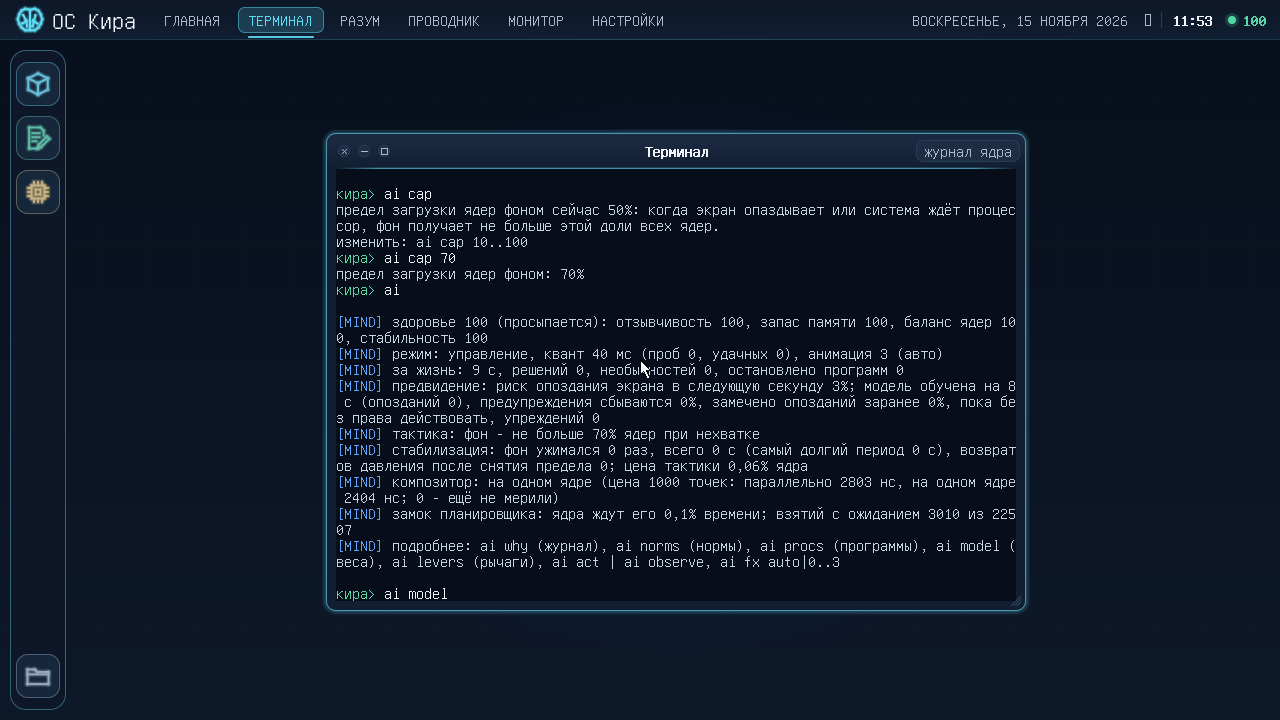 ОС Кира
ГЛАВНАЯ
ТЕРМИНАЛ
РАЗУМ
ПРОВОДНИК
МОНИТОР
НАСТРОЙКИ
ВОСКРЕСЕНЬЕ, 15 НОЯБРЯ 2026
11:53
100
Терминал
журнал ядра
кира> ai cap
предел загрузки ядер фоном сейчас 50%: когда экран опаздывает или система ждёт процес
сор, фон получает не больше этой доли всех ядер.
изменить: ai cap 10..100
кира> ai cap 70
предел загрузки ядер фоном: 70%
кира> ai
[MIND] здоровье 100 (просыпается): отзывчивость 100, запас памяти 100, баланс ядер 10
0, стабильность 100
[MIND] режим: управление, квант 40 мс (проб 0, удачных 0), анимация 3 (авто)
[MIND] за жизнь: 9 с, решений 0, необычностей 0, остановлено программ 0
[MIND] предвидение: риск опоздания экрана в следующую секунду 3%; модель обучена на 8
с (опозданий 0), предупреждения сбываются 0%, замечено опозданий заранее 0%, пока бе
з права действовать, упреждений 0
[MIND] тактика: фон - не больше 70% ядер при нехватке
[MIND] стабилизация: фон ужимался 0 раз, всего 0 с (самый долгий период 0 с), возврат
ов давления после снятия предела 0; цена тактики 0,06% ядра
[MIND] композитор: на одном ядре (цена 1000 точек: параллельно 2803 нс, на одном ядре
2404 нс; 0 - ещё не мерили)
[MIND] замок планировщика: ядра ждут его 0,1% времени; взятий с ожиданием 3010 из 225
07
[MIND] подробнее: ai why (журнал), ai norms (нормы), ai procs (программы), ai model (
веса), ai levers (рычаги), ai act | ai observe, ai fx auto|0..3
кира> ai model